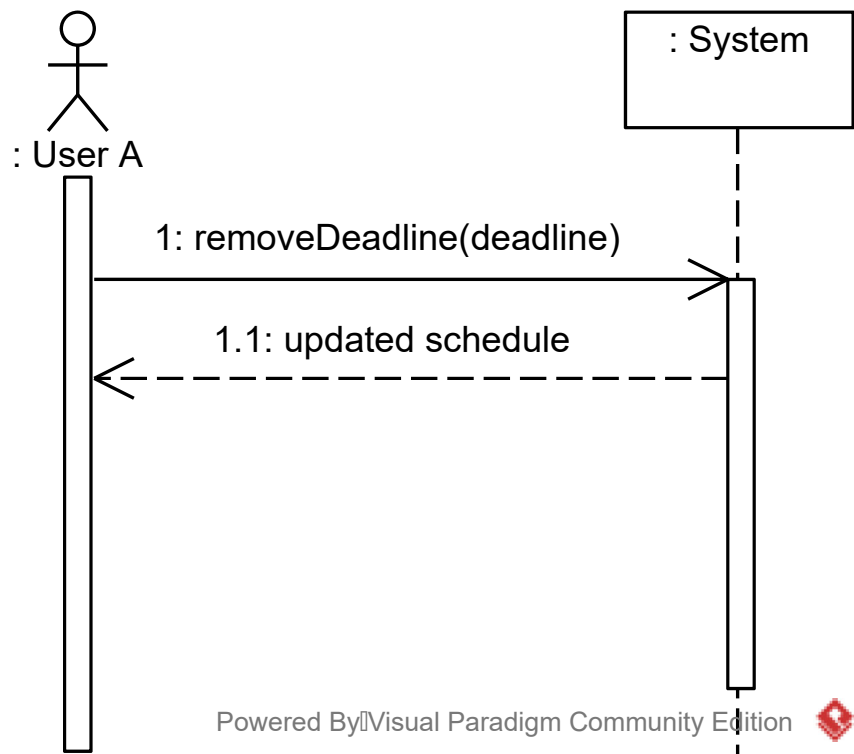 : System
: User A
1: removeDeadline(deadline)
1.1: updated schedule
Powered By Visual Paradigm Community Edition